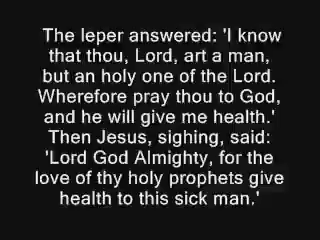 The leper answered: 'I know
that thou, Lord, art a man,
but an holy one of the Lord.
Wherefore pray thou to God,
and he will give me health.'
Then Jesus, sighing, said:
'Lord God Almighty, for the
love of thy holy prophets give
health to this sick man.'